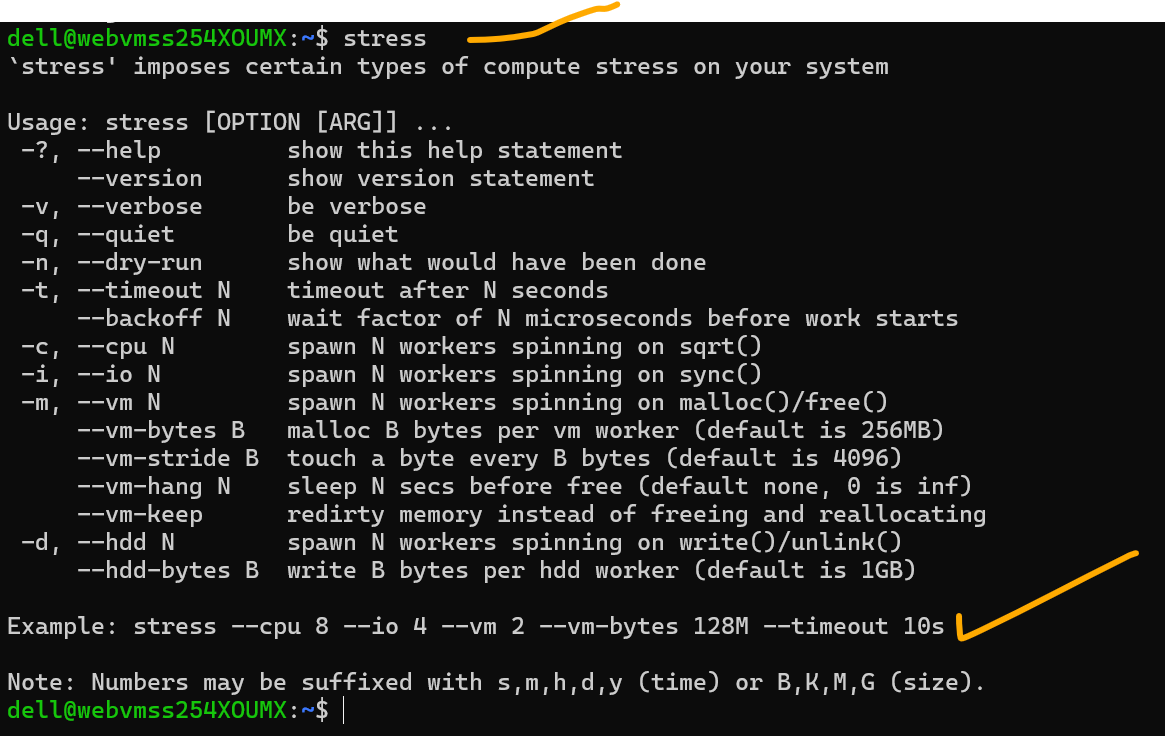 dell@webvmss254XOUMX:~$ stress
`stress' imposes certain types of compute stress on your system
Usage: stress [OPTION [ARG]] ...
-?, --help show this help statement
--version show version statement
-v, --verbose be verbose
-q, --quiet be quiet
-n, --dry-run show what would have been done
-t, --timeout N timeout after N seconds
--backoff N wait factor of N microseconds before work starts
-c, --cpu N spawn N workers spinning on sqrt()
-i, --io N spawn N workers spinning on sync()
-m, --vm N spawn N workers spinning on malloc()/free()
--vm-bytes B malloc B bytes per vm worker (default is 256MB)
--vm-stride B touch a byte every B bytes (default is 4096)
--vm-hang N sleep N secs before free (default none, 0 is inf)
--vm-keep redirty memory instead of freeing and reallocating
-d, --hdd N spawn N workers spinning on write()/unlink()
--hdd-bytes B write B bytes per hdd worker (default is 1GB)
Example: stress --cpu 8 --io 4 --vm 2 --vm-bytes 128M --timeout 10s
Note: Numbers may be suffixed with s,m,h,d,y (time) or B,K,M,G (size).
dell@webvmss254XOUMX:~$